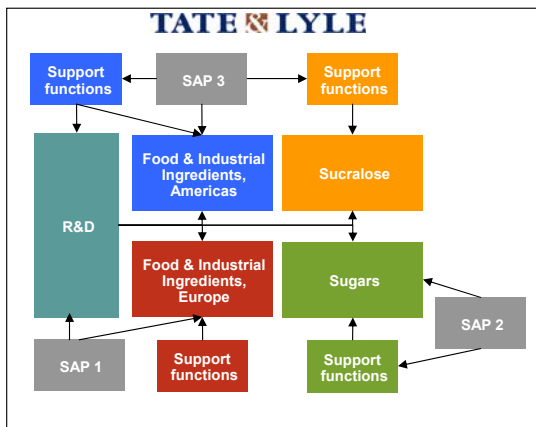 TATE & LYLE
Support
functions
SAP 3
Support
functions
R&D
Food & Industrial
Ingredients,
Americas
Sucralose
Food & Industrial
Ingredients,
Europe
Sugars
SAP 2
SAP 1
Support
functions
Support
functions